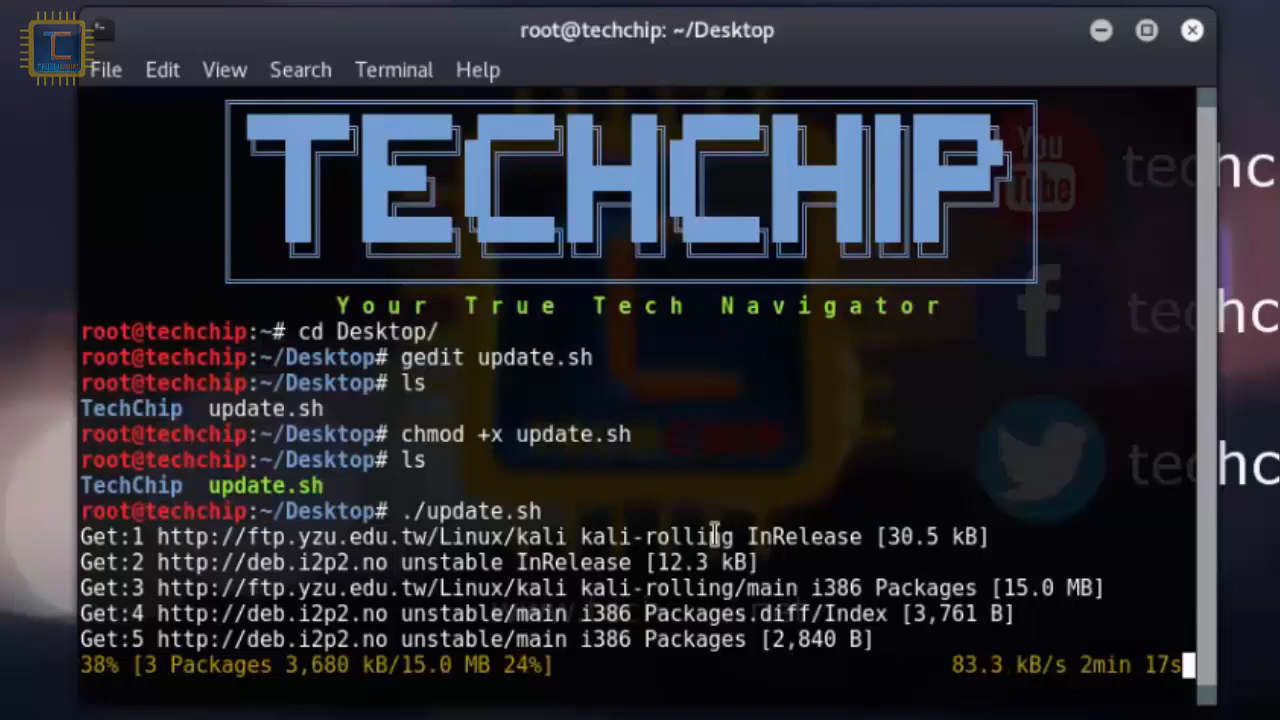 root@techchip: ~/Desktop
File Edit View Search Terminal Help
TECHCHIP
Your True Tech Navigator
You
Tube
techc
techc
techc
root@techchip:~# cd Desktop/
root@techchip:~/Desktop# gedit update.sh
root@techchip:~/Desktop# ls
TechChip update.sh
root@techchip:~/Desktop# chmod +x update.sh
root@techchip:~/Desktop# ls
TechChip update.sh
root@techchip:~/Desktop# ./update.sh
Get:1 http://ftp.yzu.edu.tw/Linux/kali kali-rolling InRelease [30.5 kB]
Get:2 http://deb.i2p2.no unstable InRelease [12.3 kB]
Get:3 http://ftp.yzu.edu.tw/Linux/kali kali-rolling/main i386 Packages [15.0 MB]
Get:4 http://deb.i2p2.no unstable/main i386 Packages.diff/Index [3,761 B]
Get:5 http://deb.i2p2.no unstable/main i386 Packages [2,840 B]
38% [3 Packages 3,680 kB/15.0 MB 24%] 83.3 kB/s 2min 17s